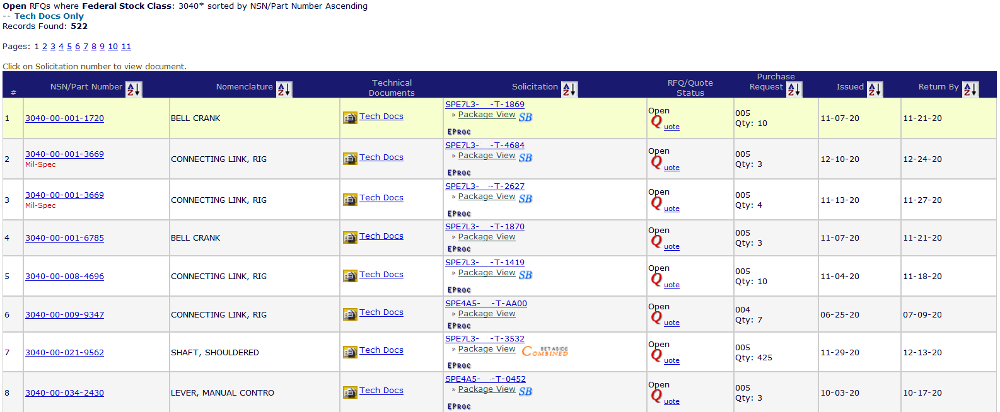 Open RFQs where Federal Stock Class: 3040* sorted by NSN/Part Number Ascending
-- Tech Docs Only
Records Found: 522
Pages: 1 2 3 4 5 6 7 8 9 10 11
Click on Solicitation number to view document.
# NSN/Part Number Nomenclature Technical Documents Solicitation RFQ/Quote Status Purchase Request Issued Return By
1 3040-00-001-1720 BELL CRANK Tech Docs SPE7L3- -T-1869 Open 005 11-07-20 11-21-20
» Package View SB Quote Qty: 10
EPROC
2 3040-00-001-3669 CONNECTING LINK, RIG Tech Docs SPE7L3- -T-4684 Open 005 12-10-20 12-24-20
Mil-Spec » Package View SB Quote Qty: 3
EPROC
3 3040-00-001-3669 CONNECTING LINK, RIG Tech Docs SPE7L3- -T-2627 Open 005 11-13-20 11-27-20
Mil-Spec » Package View SB Quote Qty: 4
EPROC
4 3040-00-001-6785 BELL CRANK Tech Docs SPE7L3- -T-1870 Open 005 11-07-20 11-21-20
» Package View Quote Qty: 3
EPROC
5 3040-00-008-4696 CONNECTING LINK, RIG Tech Docs SPE7L3- -T-1419 Open 005 11-04-20 11-18-20
» Package View SB Quote Qty: 10
EPROC
6 3040-00-009-9347 CONNECTING LINK, RIG Tech Docs SPE4A5- -T-AA00 Open 004 06-25-20 07-09-20
» Package View Quote Qty: 7
EPROC
7 3040-00-021-9562 SHAFT, SHOULDERED Tech Docs SPE7L3- -T-3532 Open 005 11-29-20 12-13-20
» Package View SET-ASIDE COMBINED Quote Qty: 425
EPROC
8 3040-00-034-2430 LEVER, MANUAL CONTRO Tech Docs SPE4A5- -T-0452 Open 005 10-03-20 10-17-20
» Package View SB Quote Qty: 3
EPROC